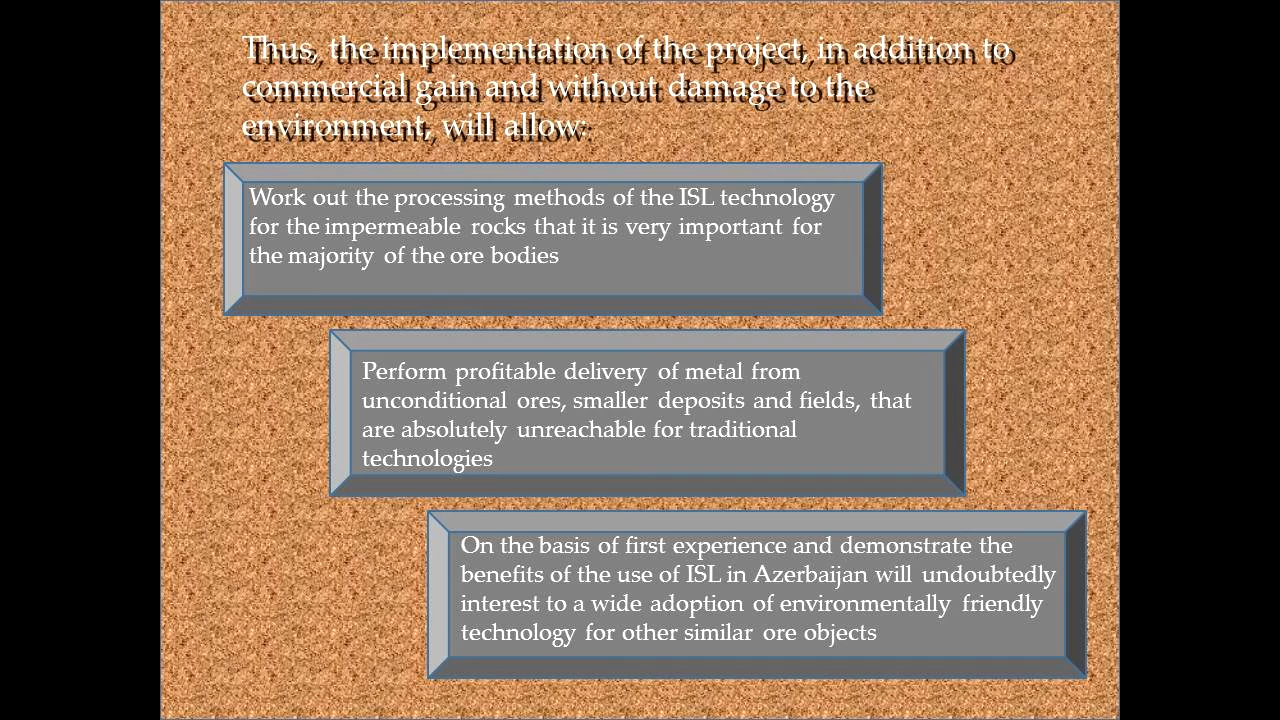 Thus, the implementation of the project, in addition to
commercial gain and without damage to the
environment, will allow:
Work out the processing methods of the ISL technology
for the impermeable rocks that it is very important for
the majority of the ore bodies
Perform profitable delivery of metal from
unconditional ores, smaller deposits and fields, that
are absolutely unreachable for traditional
technologies
On the basis of first experience and demonstrate the
benefits of the use of ISL in Azerbaijan will undoubtedly
interest to a wide adoption of environmentally friendly
technology for other similar ore objects